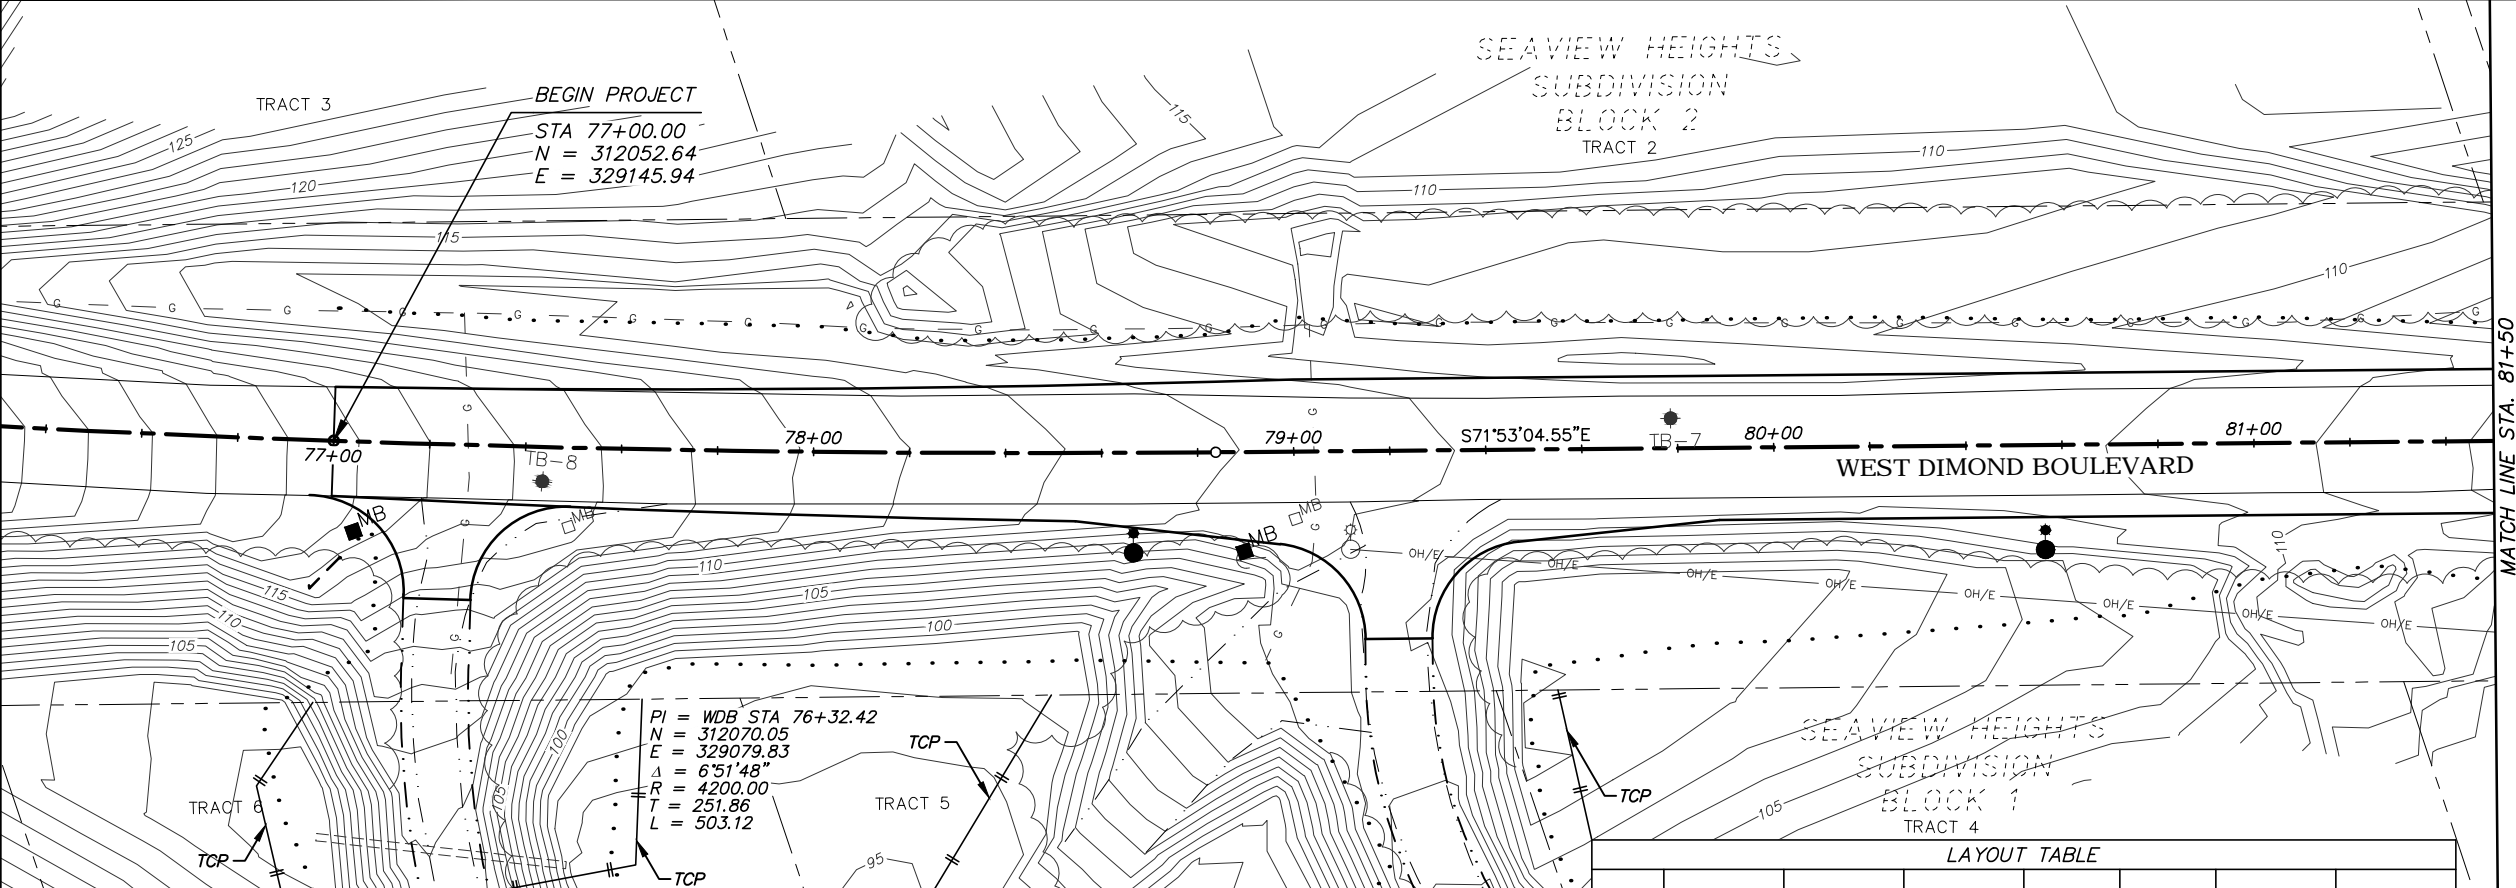 SEAVIEW HEIGHTS
SUBDIVISION
BLOCK 2
TRACT 2
TRACT 3
BEGIN PROJECT
STA 77+00.00
N = 312052.64
E = 329145.94
125
120
115
115
110
110
110
G G G G G G G G G G G G G G G G G G G G G G
MATCH LINE STA. 81+50
77+00
78+00
79+00
80+00
81+00
S71°53'04.55"E
TB-8
TB-7
WEST DIMOND BOULEVARD
G
G
G
G
G
G
MB
MB
MB
MB
OH/E OH/E OH/E OH/E OH/E OH/E OH/E OH/E
110
115
110
105
110
105
100
100
105
PI = WDB STA 76+32.42
N = 312070.05
E = 329079.83
Δ = 6°51'48"
R = 4200.00
T = 251.86
L = 503.12
TCP
TCP
TCP
TCP
TRACT 6
TRACT 5
95
SEAVIEW HEIGHTS
SUBDIVISION
BLOCK 1
TRACT 4
105
LAYOUT TABLE